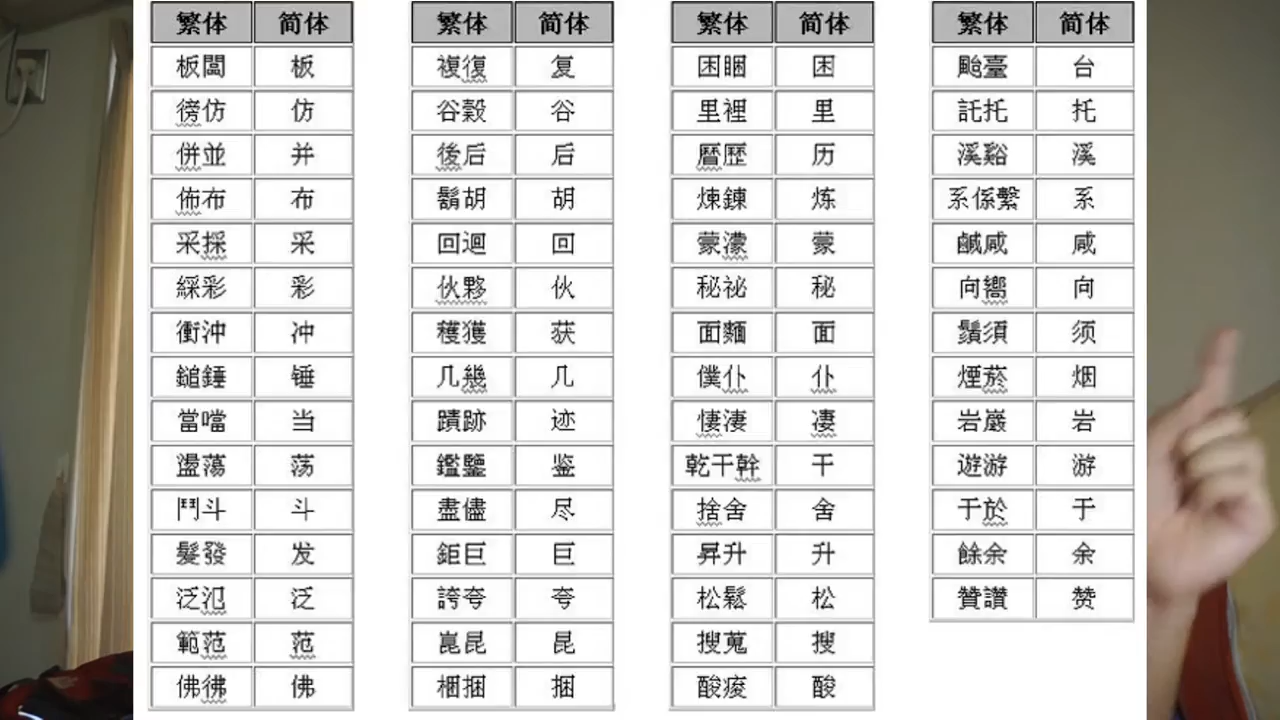 繁体 简体
板闆 板
徬仿 仿
併並 并
佈布 布
采採 采
綵彩 彩
衝沖 冲
鎚錘 锤
當噹 当
盪蕩 荡
鬥斗 斗
髮發 发
泛氾 泛
範范 范
佛彿 佛
繁体 简体
複復 复
谷穀 谷
後后 后
鬍胡 胡
回迴 回
伙夥 伙
穫獲 获
几幾 几
蹟跡 迹
鑑鑒 鉴
盡儘 尽
鉅巨 巨
誇夸 夸
崑昆 昆
梱捆 捆
繁体 简体
困睏 困
里裡 里
曆歷 历
煉鍊 炼
蒙濛 蒙
秘祕 秘
面麵 面
僕仆 仆
悽淒 凄
乾干幹 干
捨舍 舍
昇升 升
松鬆 松
搜蒐 搜
酸痠 酸
繁体 简体
颱臺 台
託托 托
溪谿 溪
系係繫 系
鹹咸 咸
向嚮 向
鬚須 须
煙菸 烟
岩巖 岩
遊游 游
于於 于
餘余 余
贊讚 赞